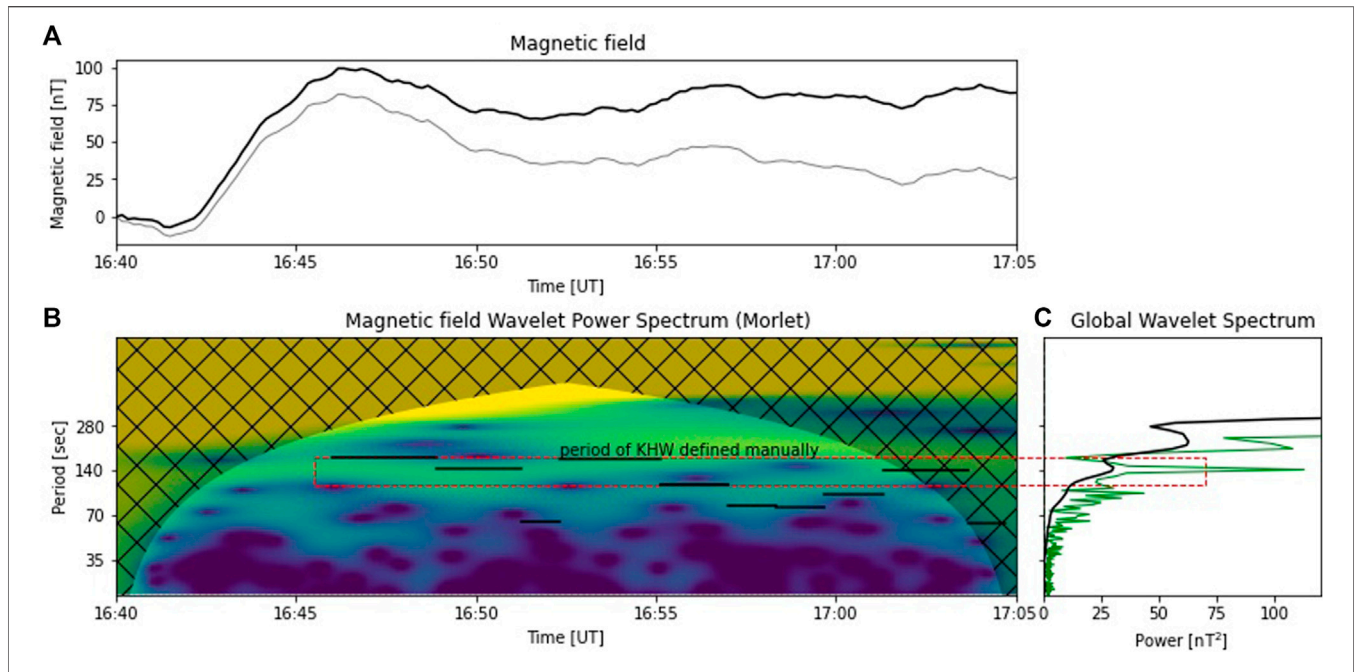 A
Magnetic field
Magnetic field [nT]
100
75
50
25
0
16:40
16:45
16:50
16:55
17:00
17:05
Time [UT]
B
Magnetic field Wavelet Power Spectrum (Morlet)
Period [sec]
280
140
70
35
period of KHW defined manually
16:40
16:45
16:50
16:55
17:00
17:05
Time [UT]
C
Global Wavelet Spectrum
0
25
50
75
100
Power [nT²]